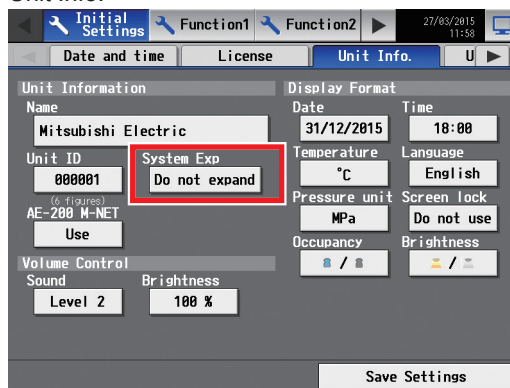 Unit Info.
Initial Settings
Function1
Function2
27/03/2015
11:58
Date and time
License
Unit Info.
U
Unit Information
Name
Mitsubishi Electric
Unit ID
000001
(6 figures)
System Exp
Do not expand
AE-200 M-NET
Use
Volume Control
Sound
Level 2
Brightness
100 %
Display Format
Date
31/12/2015
Time
18:00
Temperature
°C
Language
English
Pressure unit
MPa
Screen lock
Do not use
Occupancy
/
Brightness
/
Save Settings